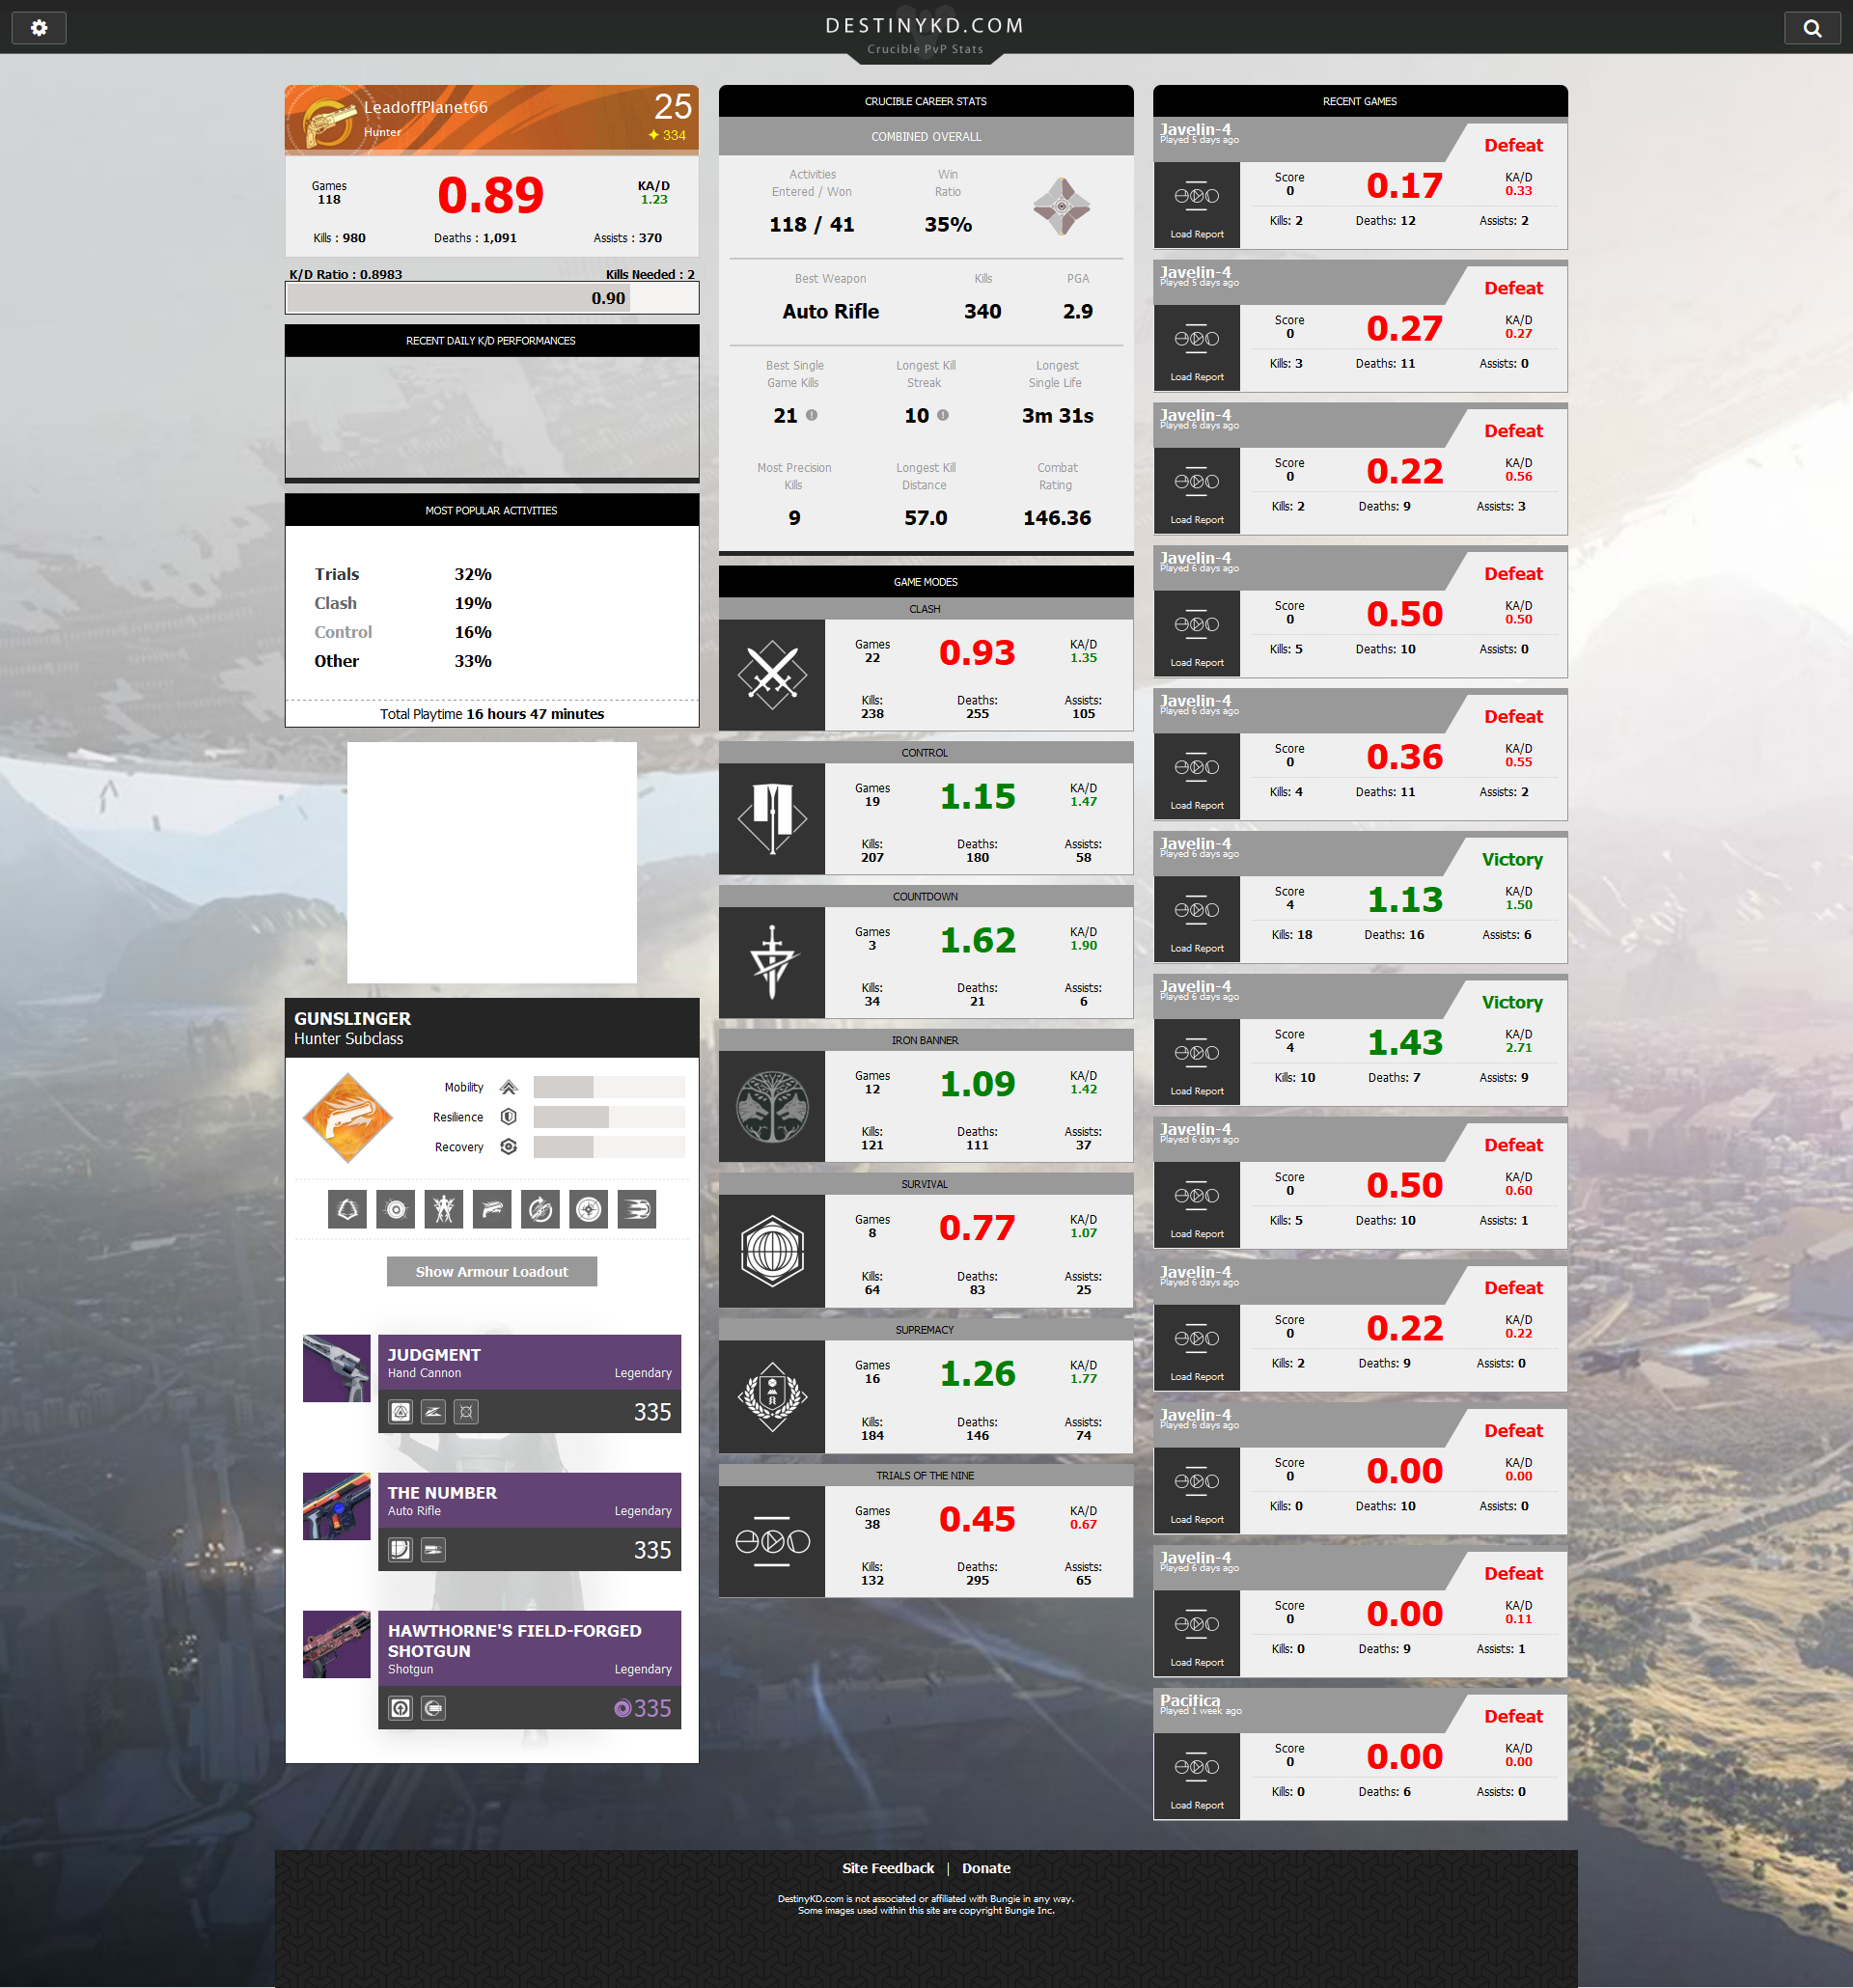 DESTINYKD.COM
Crucible PvP Stats
LeadoffPlanet66
25
Hunter
334
Games
118
0.89
KA/D
1.23
Kills : 980
Deaths : 1,091
Assists : 370
K/D Ratio : 0.8983
Kills Needed : 2
0.90
RECENT DAILY K/D PERFORMANCES
MOST POPULAR ACTIVITIES
Trials 32%
Clash 19%
Control 16%
Other 33%
Total Playtime 16 hours 47 minutes
GUNSLINGER
Hunter Subclass
Mobility
Resilience
Recovery
Show Armour Loadout
JUDGMENT
Hand Cannon Legendary
335
THE NUMBER
Auto Rifle Legendary
335
HAWTHORNE'S FIELD-FORGED
SHOTGUN
Shotgun Legendary
335
CRUCIBLE CAREER STATS
COMBINED OVERALL
Activities
Entered / Won
Win
Ratio
118 / 41
35%
Best Weapon Kills PGA
Auto Rifle 340 2.9
Best Single
Game Kills
Longest Kill
Streak
Longest
Single Life
21 10 3m 31s
Most Precision
Kills
Longest Kill
Distance
Combat
Rating
9 57.0 146.36
GAME MODES
CLASH
Games
22
0.93
KA/D
1.35
Kills:
238
Deaths:
255
Assists:
105
CONTROL
Games
19
1.15
KA/D
1.47
Kills:
207
Deaths:
180
Assists:
58
COUNTDOWN
Games
3
1.62
KA/D
1.90
Kills:
34
Deaths:
21
Assists:
6
IRON BANNER
Games
12
1.09
KA/D
1.42
Kills:
121
Deaths:
111
Assists:
37
SURVIVAL
Games
8
0.77
KA/D
1.07
Kills:
64
Deaths:
83
Assists:
25
SUPREMACY
Games
16
1.26
KA/D
1.77
Kills:
184
Deaths:
146
Assists:
74
TRIALS OF THE NINE
Games
38
0.45
KA/D
0.67
Kills:
132
Deaths:
295
Assists:
65
RECENT GAMES
Javelin-4
Played 5 days ago
Defeat
Score
0
0.17
KA/D
0.33
Kills: 2 Deaths: 12 Assists: 2
Load Report
Javelin-4
Played 5 days ago
Defeat
Score
0
0.27
KA/D
0.27
Kills: 3 Deaths: 11 Assists: 0
Load Report
Javelin-4
Played 6 days ago
Defeat
Score
0
0.22
KA/D
0.56
Kills: 2 Deaths: 9 Assists: 3
Load Report
Javelin-4
Played 6 days ago
Defeat
Score
0
0.50
KA/D
0.50
Kills: 5 Deaths: 10 Assists: 0
Load Report
Javelin-4
Played 6 days ago
Defeat
Score
0
0.36
KA/D
0.55
Kills: 4 Deaths: 11 Assists: 2
Load Report
Javelin-4
Played 6 days ago
Victory
Score
4
1.13
KA/D
1.50
Kills: 18 Deaths: 16 Assists: 6
Load Report
Javelin-4
Played 6 days ago
Victory
Score
4
1.43
KA/D
2.71
Kills: 10 Deaths: 7 Assists: 9
Load Report
Javelin-4
Played 6 days ago
Defeat
Score
0
0.50
KA/D
0.60
Kills: 5 Deaths: 10 Assists: 1
Load Report
Javelin-4
Played 6 days ago
Defeat
Score
0
0.22
KA/D
0.22
Kills: 2 Deaths: 9 Assists: 0
Load Report
Javelin-4
Played 6 days ago
Defeat
Score
0
0.00
KA/D
0.00
Kills: 0 Deaths: 10 Assists: 0
Load Report
Javelin-4
Played 6 days ago
Defeat
Score
0
0.00
KA/D
0.11
Kills: 0 Deaths: 9 Assists: 1
Load Report
Pacifica
Played 1 week ago
Defeat
Score
0
0.00
KA/D
0.00
Kills: 0 Deaths: 6 Assists: 0
Load Report
Site Feedback | Donate
DestinyKD.com is not associated or affiliated with Bungie in any way.
Some images used within this site are copyright Bungie Inc.